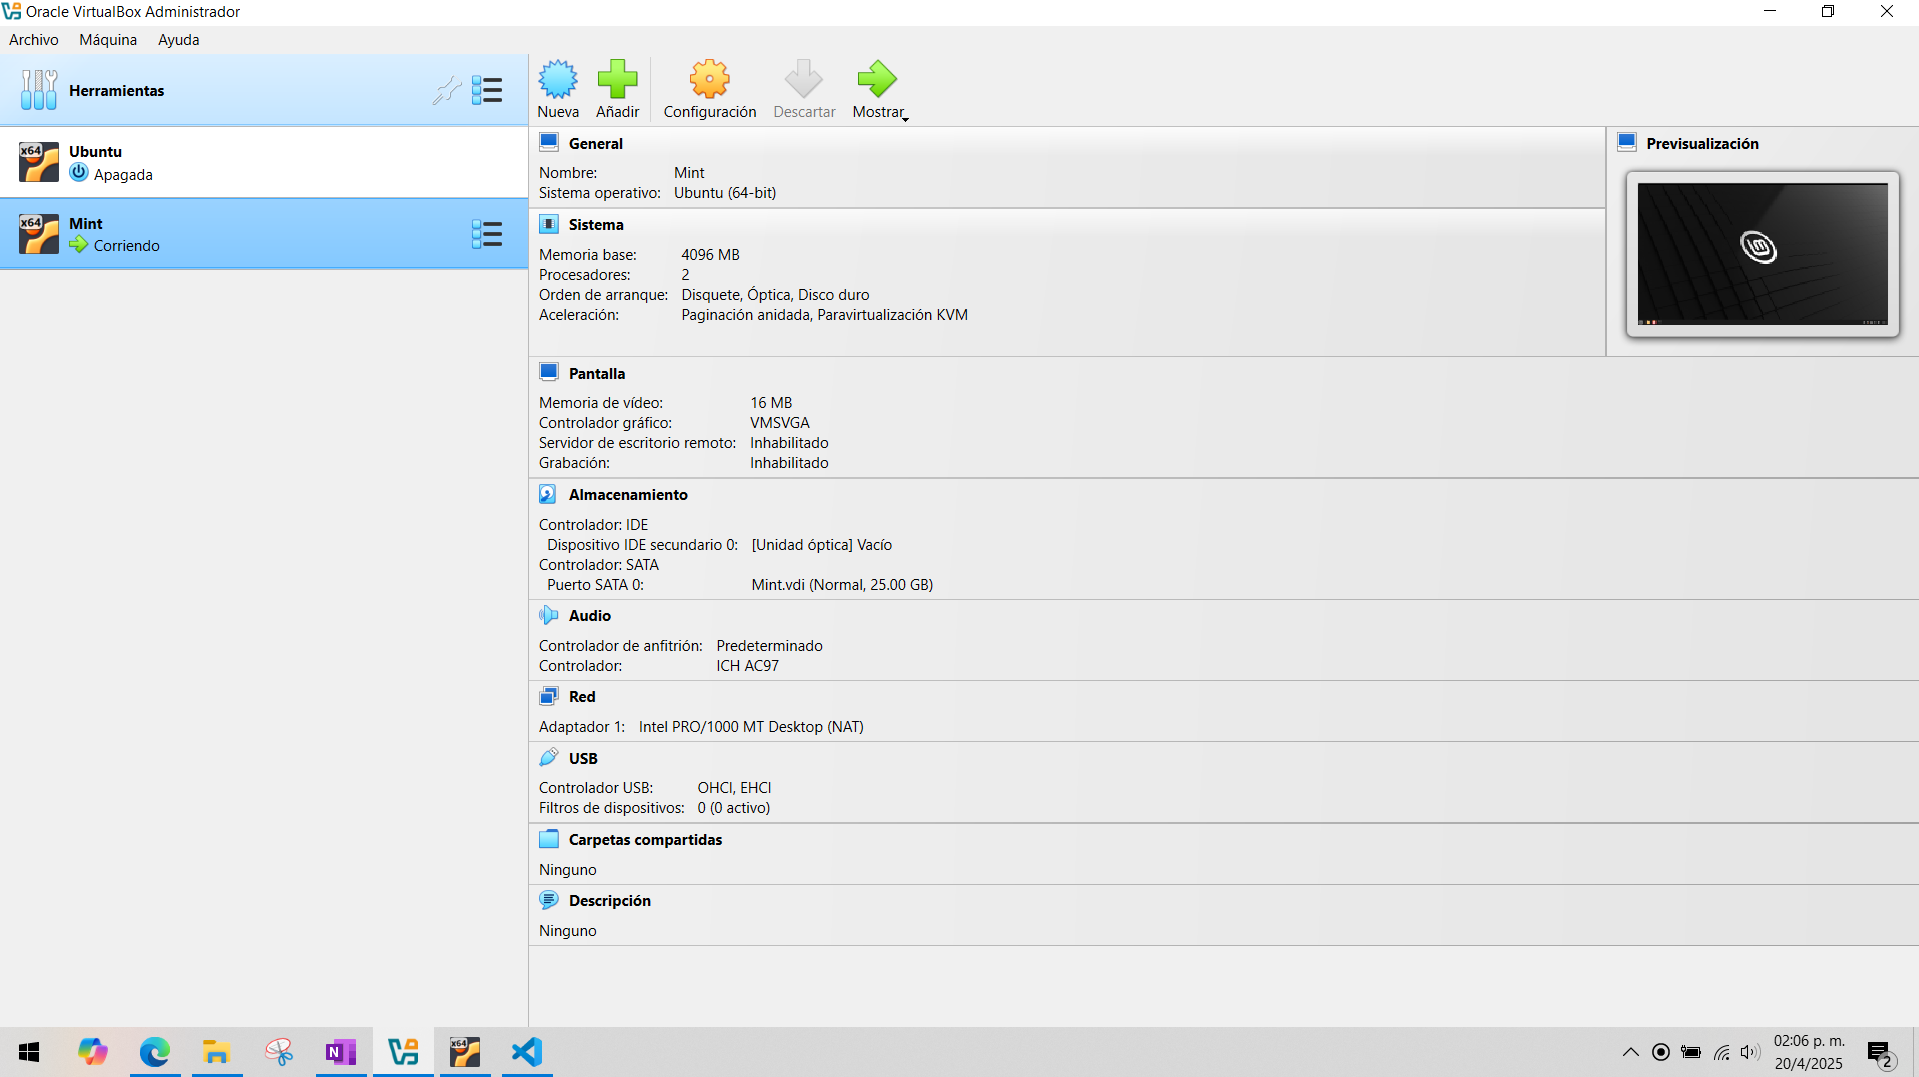 Oracle VirtualBox Administrador
Archivo Máquina Ayuda
Herramientas
Nueva Añadir Configuración Descartar Mostrar
x64
Ubuntu
Apagada
x64
Mint
Corriendo
General
Nombre: Mint
Sistema operativo: Ubuntu (64-bit)
Previsualización
Sistema
Memoria base: 4096 MB
Procesadores: 2
Orden de arranque: Disquete, Óptica, Disco duro
Aceleración: Paginación anidada, Paravirtualización KVM
Pantalla
Memoria de vídeo: 16 MB
Controlador gráfico: VMSVGA
Servidor de escritorio remoto: Inhabilitado
Grabación: Inhabilitado
Almacenamiento
Controlador: IDE
Dispositivo IDE secundario 0: [Unidad óptica] Vacío
Controlador: SATA
Puerto SATA 0: Mint.vdi (Normal, 25.00 GB)
Audio
Controlador de anfitrión: Predeterminado
Controlador: ICH AC97
Red
Adaptador 1: Intel PRO/1000 MT Desktop (NAT)
USB
Controlador USB: OHCI, EHCI
Filtros de dispositivos: 0 (0 activo)
Carpetas compartidas
Ninguno
Descripción
Ninguno
N
x64
02:06 p. m.
20/4/2025
2